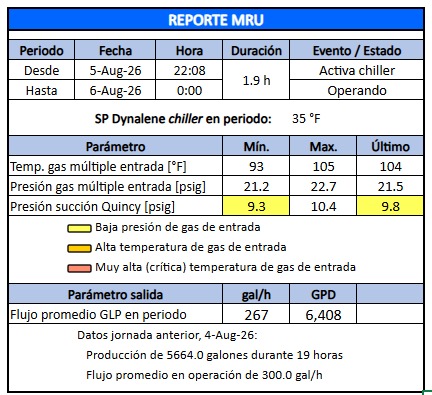 REPORTE MRU
Periodo Fecha Hora Duración Evento / Estado
Desde 5-Aug-26 22:08 1.9 h Activa chiller
Hasta 6-Aug-26 0:00 Operando
SP Dynalene chiller en periodo: 35 °F
Parámetro Mín. Max. Último
Temp. gas múltiple entrada [°F] 93 105 104
Presión gas múltiple entrada [psig] 21.2 22.7 21.5
Presión succión Quincy [psig] 9.3 10.4 9.8
Baja presión de gas de entrada
Alta temperatura de gas de entrada
Muy alta (crítica) temperatura de gas de entrada
Parámetro salida gal/h GPD
Flujo promedio GLP en periodo 267 6,408
Datos jornada anterior, 4-Aug-26:
Producción de 5664.0 galones durante 19 horas
Flujo promedio en operación de 300.0 gal/h